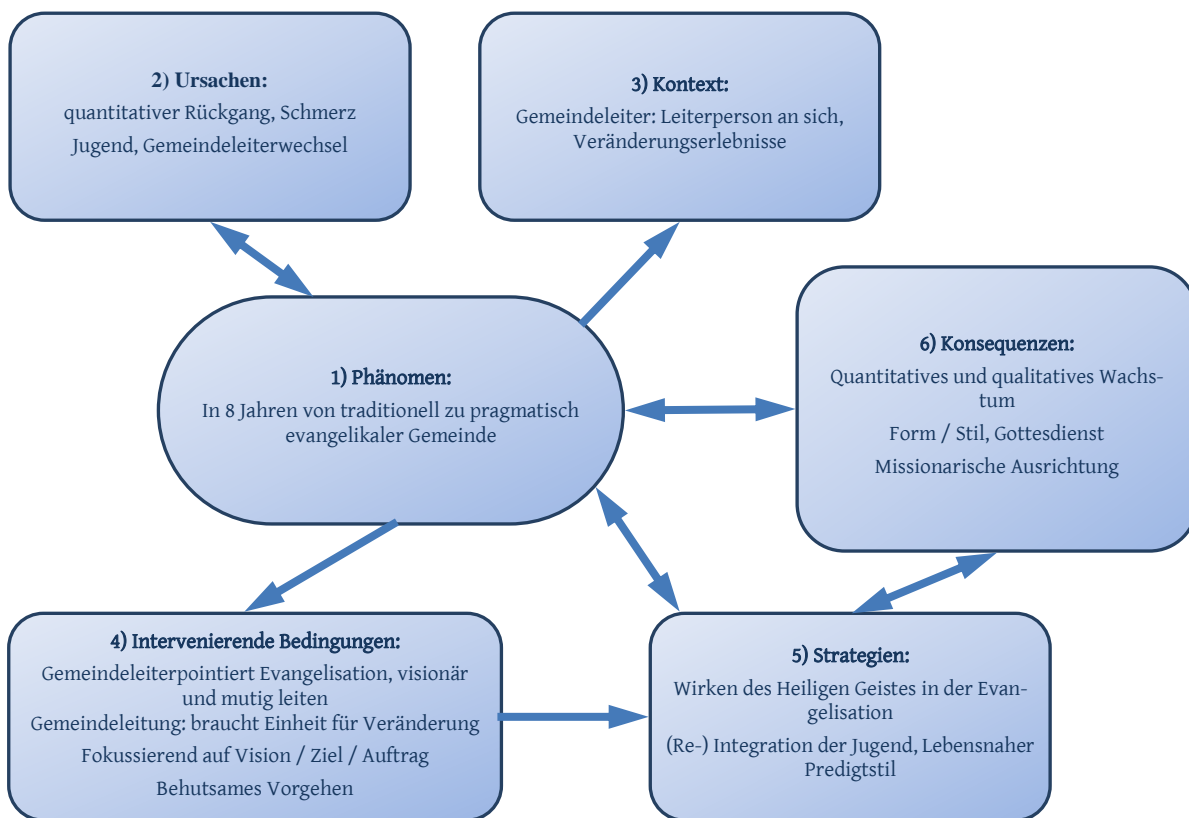 2) Ursachen:
quantitativer Rückgang, Schmerz
Jugend, Gemeindeleiterwechsel
3) Kontext:
Gemeindeleiter: Leiterperson an sich,
Veränderungserlebnisse
1) Phänomen:
In 8 Jahren von traditionell zu pragmatisch
evangelikaler Gemeinde
6) Konsequenzen:
Quantitatives und qualitatives Wachs-
tum
Form / Stil, Gottesdienst
Missionarische Ausrichtung
4) Intervenierende Bedingungen:
Gemeindeleiterpointiert Evangelisation, visionär
und mutig leiten
Gemeindeleitung: braucht Einheit für Veränderung
Fokussierend auf Vision / Ziel / Auftrag
Behutsames Vorgehen
5) Strategien:
Wirken des Heiligen Geistes in der Evan-
gelisation
(Re-) Integration der Jugend, Lebensnaher
Predigtstil